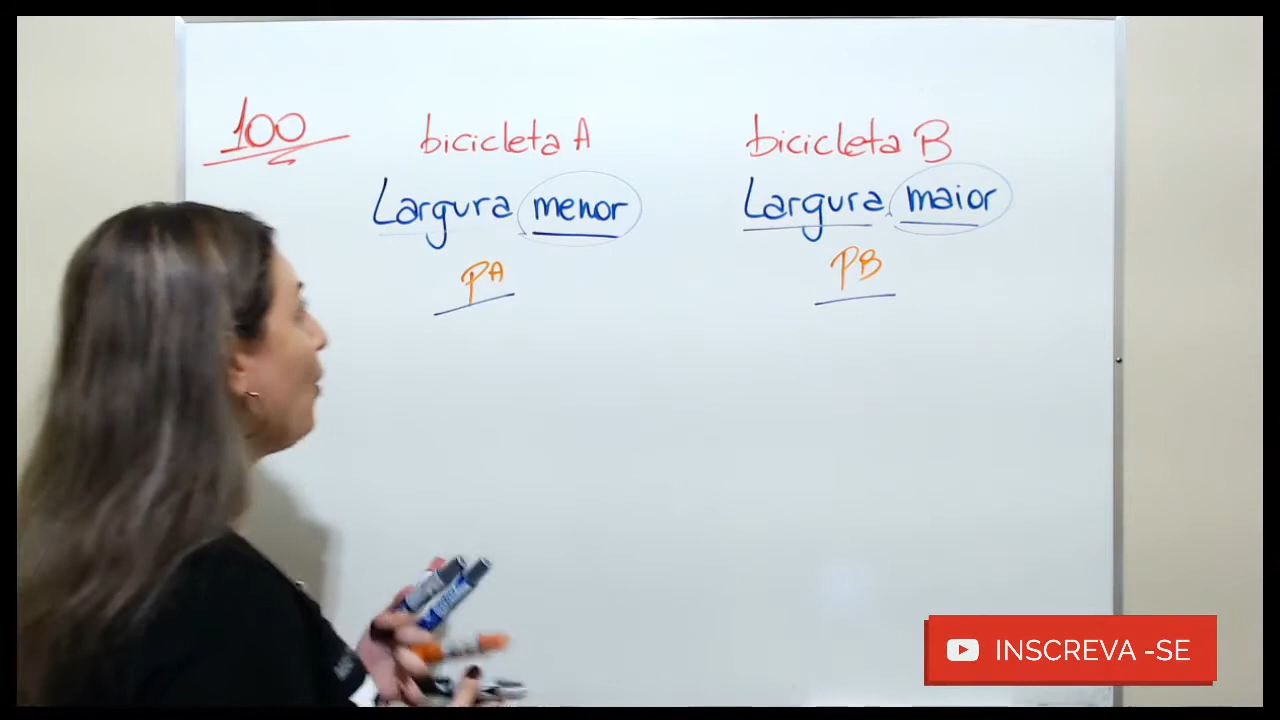 100
bicicleta A
bicicleta B
Largura menor
Largura maior
PA
PB
INSCREVA -SE